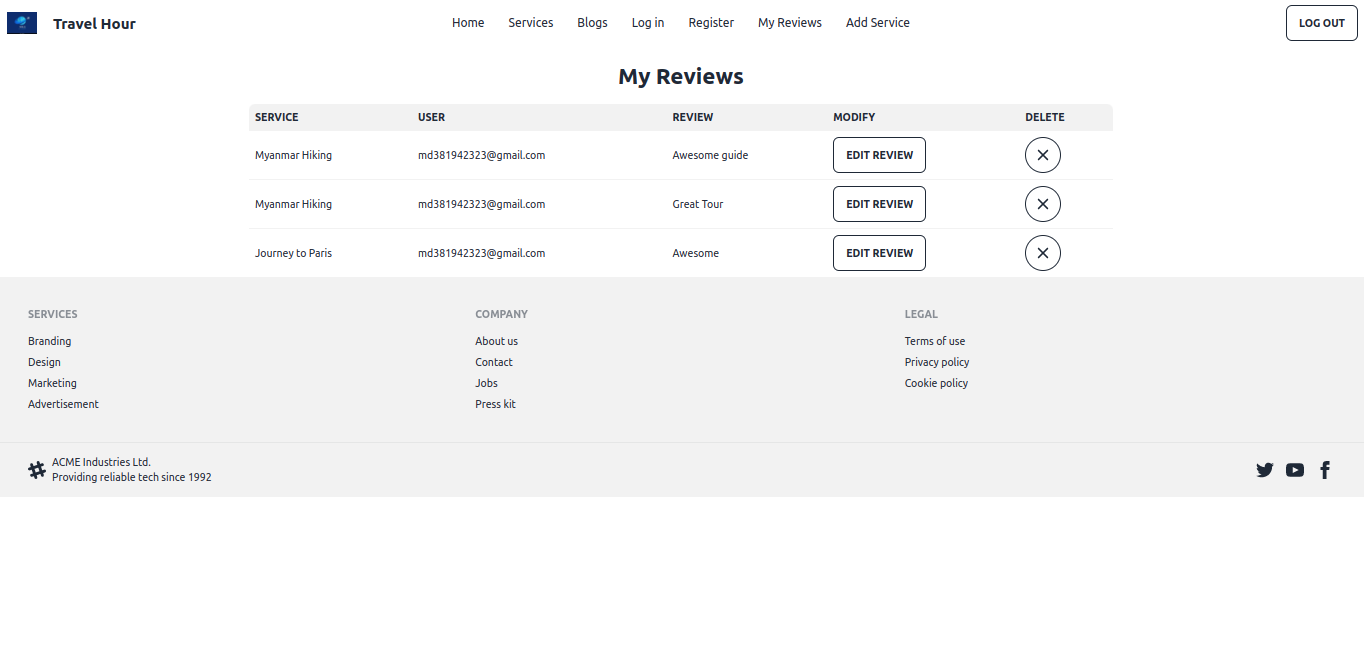 Travel Hour
Home Services Blogs Log in Register My Reviews Add Service
LOG OUT
My Reviews
SERVICE USER REVIEW MODIFY DELETE
Myanmar Hiking md381942323@gmail.com Awesome guide EDIT REVIEW
Myanmar Hiking md381942323@gmail.com Great Tour EDIT REVIEW
Journey to Paris md381942323@gmail.com Awesome EDIT REVIEW
SERVICES
Branding
Design
Marketing
Advertisement
COMPANY
About us
Contact
Jobs
Press kit
LEGAL
Terms of use
Privacy policy
Cookie policy
ACME Industries Ltd.
Providing reliable tech since 1992